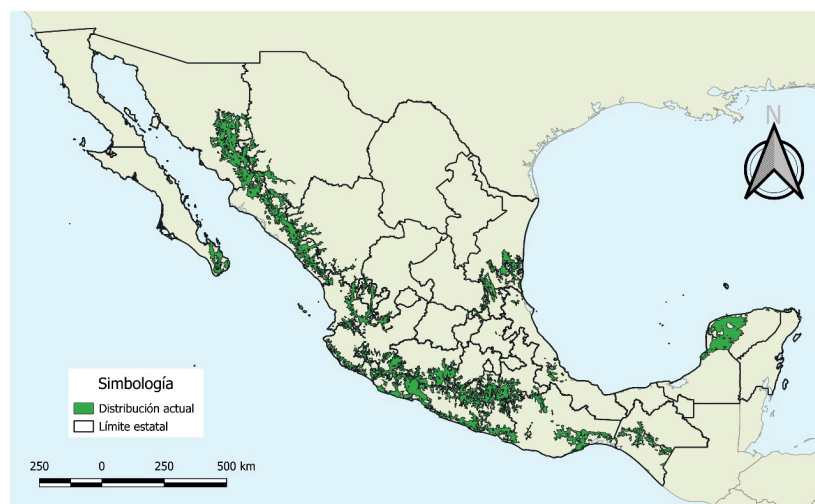 N
Simbología
Distribución actual
Límite estatal
250 0 250 500 km